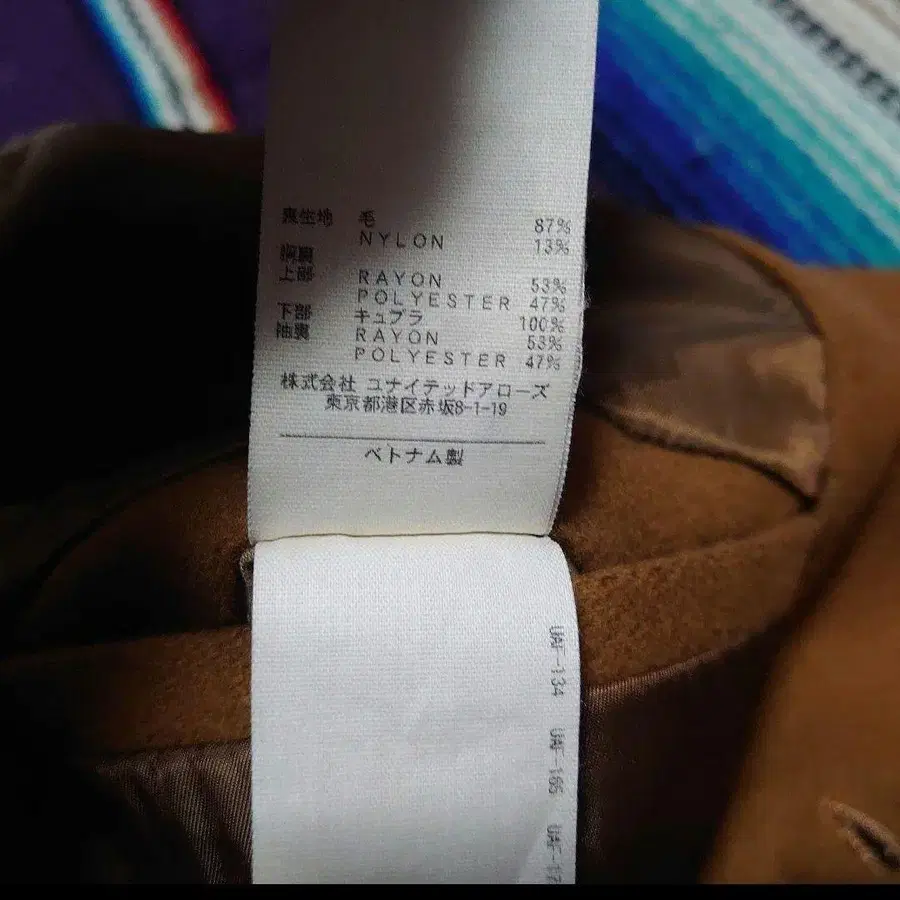 表生地 毛 87%
NYLON 13%
胴裏
上部 RAYON 53%
POLYESTER 47%
下部 キュプラ 100%
袖裏 RAYON 53%
POLYESTER 47%
株式会社 ユナイテッドアローズ
東京都港区赤坂8-1-19
ベトナム製
UAF-134
UAF-166